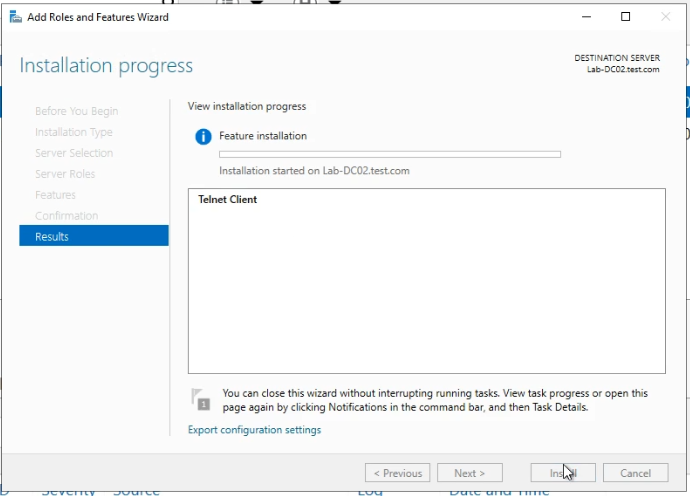 Add Roles and Features Wizard
Installation progress
DESTINATION SERVER
Lab-DC02.test.com
Before You Begin
Installation Type
Server Selection
Server Roles
Features
Confirmation
Results
View installation progress
Feature installation
Installation started on Lab-DC02.test.com
Telnet Client
1
You can close this wizard without interrupting running tasks. View task progress or open this
page again by clicking Notifications in the command bar, and then Task Details.
Export configuration settings
< Previous
Next >
Install
Cancel
Severity
Source
Log
Date and Time